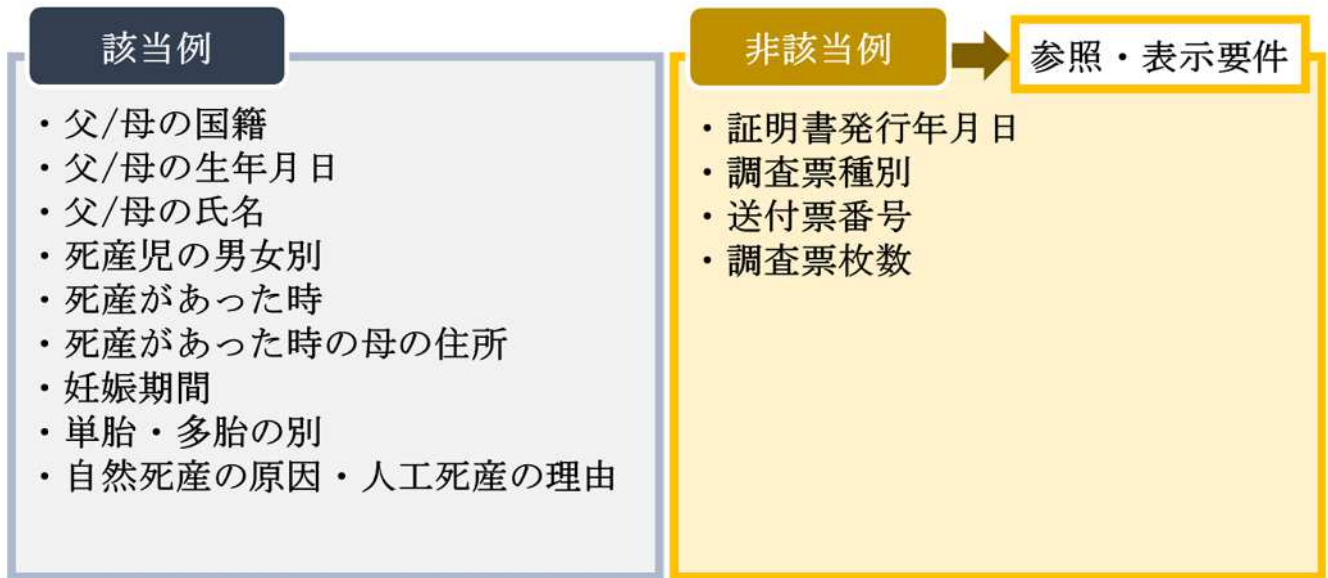 該当例
・父/母の国籍
・父/母の生年月日
・父/母の氏名
・死産児の男女別
・死産があった時
・死産があった時の母の住所
・妊娠期間
・単胎・多胎の別
・自然死産の原因・人工死産の理由
非該当例
参照・表示要件
・証明書発行年月日
・調査票種別
・送付票番号
・調査票枚数